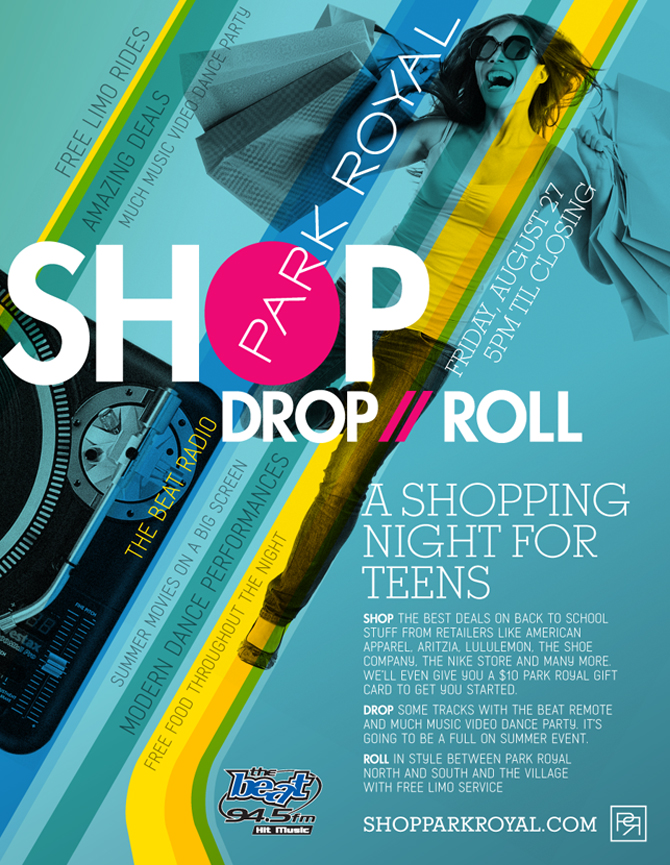 FREE LIMO RIDES
AMAZING DEALS
MUCH MUSIC VIDEO DANCE PARTY
PARK ROYAL
SHOP
DROP // ROLL
FRIDAY, AUGUST 27
5PM TIL CLOSING
THE BEAT RADIO
SUMMER MOVIES ON A BIG SCREEN
MODERN DANCE PERFORMANCES
FREE FOOD THROUGHOUT THE NIGHT
A SHOPPING
NIGHT FOR
TEENS
SHOP THE BEST DEALS ON BACK TO SCHOOL
STUFF FROM RETAILERS LIKE AMERICAN
APPAREL, ARITZIA, LULULEMON, THE SHOE
COMPANY, THE NIKE STORE AND MANY MORE.
WE'LL EVEN GIVE YOU A $10 PARK ROYAL GIFT
CARD TO GET YOU STARTED.
DROP SOME TRACKS WITH THE BEAT REMOTE
AND MUCH MUSIC VIDEO DANCE PARTY. IT'S
GOING TO BE A FULL ON SUMMER EVENT.
ROLL IN STYLE BETWEEN PARK ROYAL
NORTH AND SOUTH AND THE VILLAGE
WITH FREE LIMO SERVICE
the
beat
94.5fm
Hit Music
SHOPPARKROYAL.COM